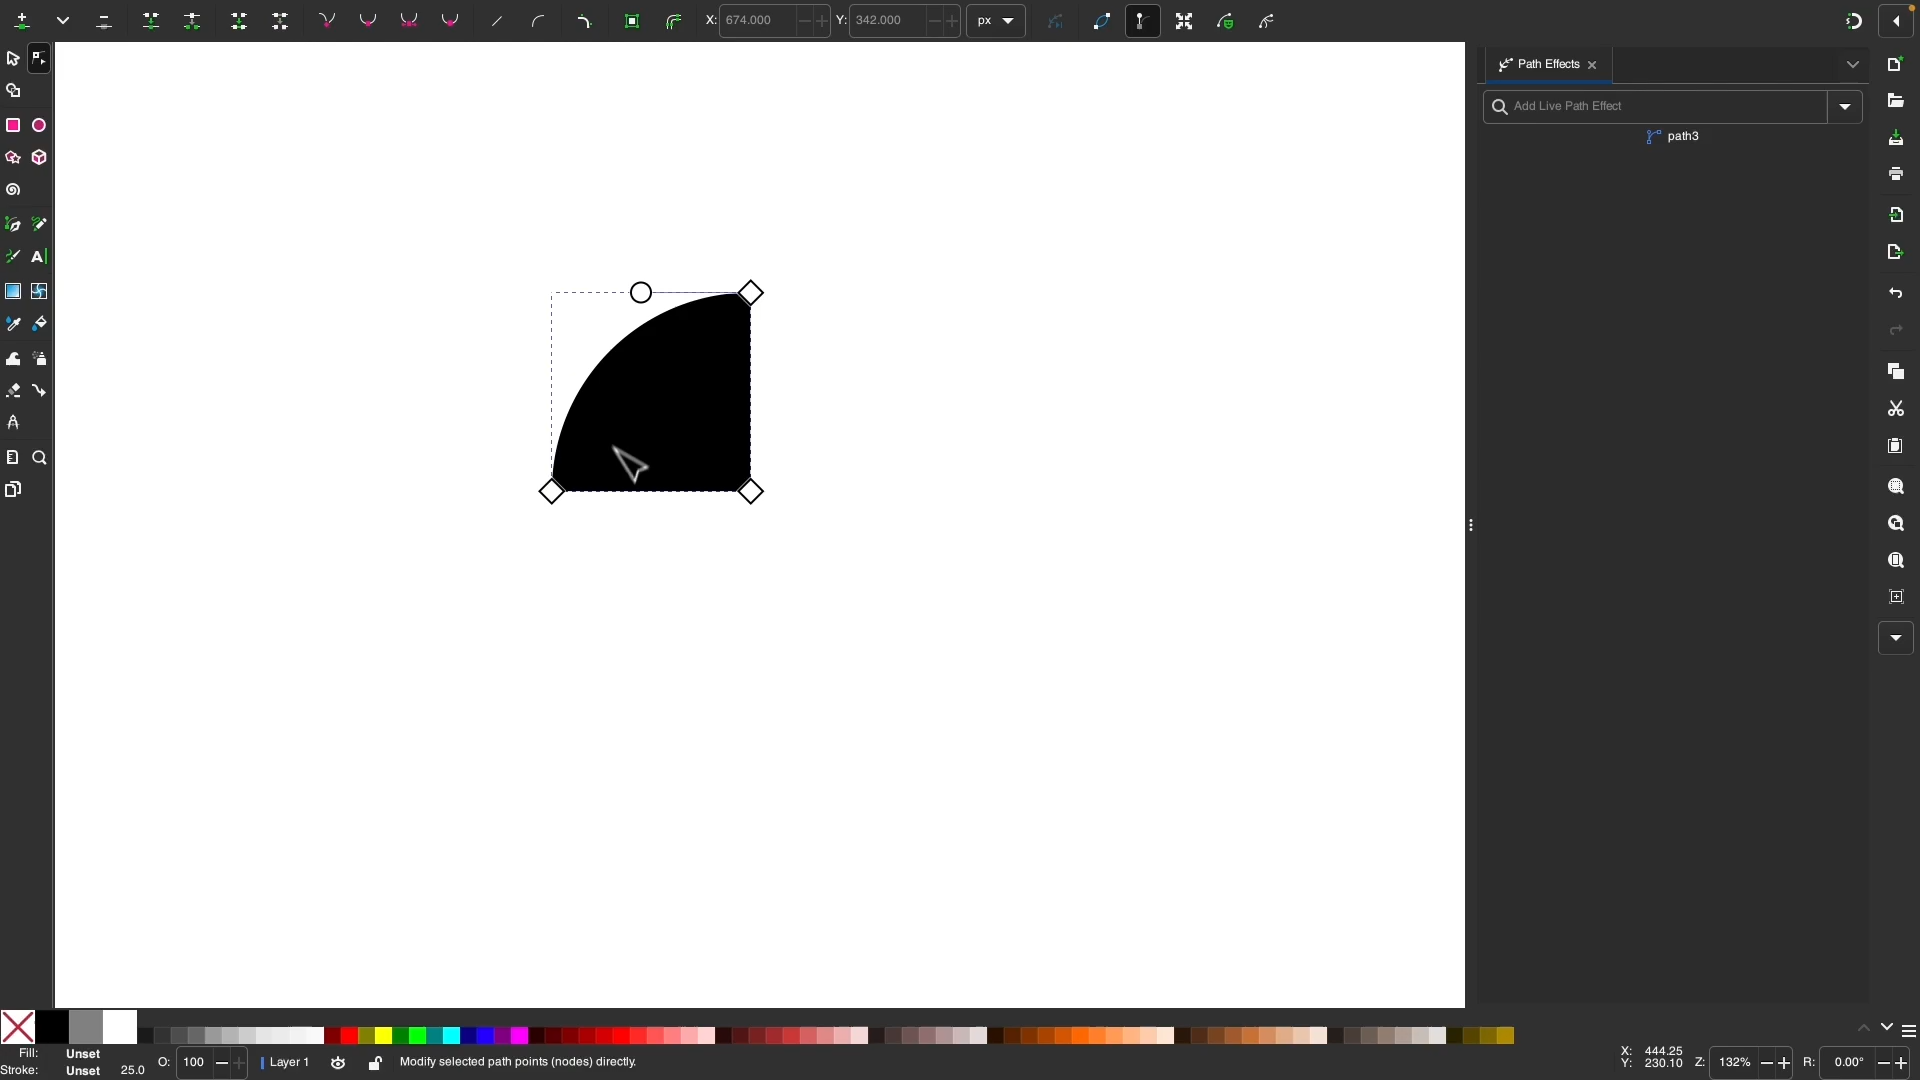 X: 674.000 Y: 342.000 px
Path Effects
Add Live Path Effect
path3
A
Fill: Unset
Stroke: Unset 25.0
O: 100
Layer 1
Modify selected path points (nodes) directly.
X: 444.25
Y: 230.10
Z: 132%
R: 0.00°